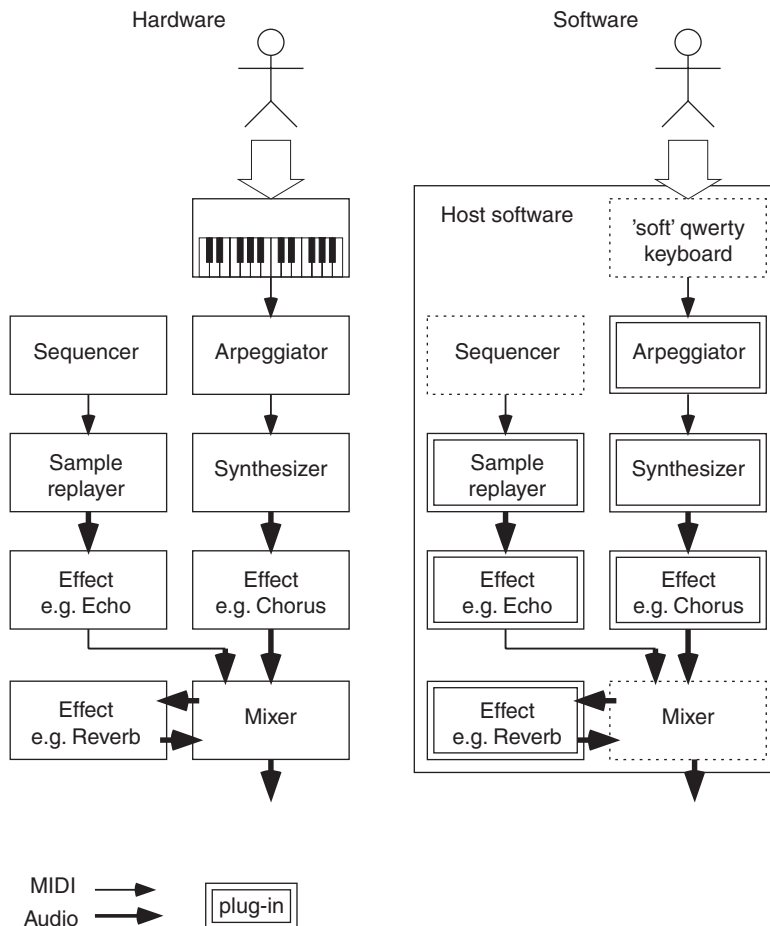 Hardware
Software
Host software
’soft’ qwerty
keyboard
Sequencer
Arpeggiator
Sequencer
Arpeggiator
Sample
replayer
Synthesizer
Sample
replayer
Synthesizer
Effect
e.g. Echo
Effect
e.g. Chorus
Effect
e.g. Echo
Effect
e.g. Chorus
Effect
e.g. Reverb
Mixer
Effect
e.g. Reverb
Mixer
MIDI
Audio
plug-in